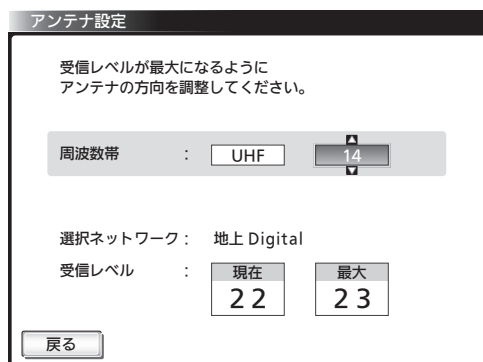 アンテナ設定
受信レベルが最大になるように
アンテナの方向を調整してください。
周波数帯 : UHF 14
選択ネットワーク : 地上 Digital
受信レベル : 現在 最大
22 23
戻る